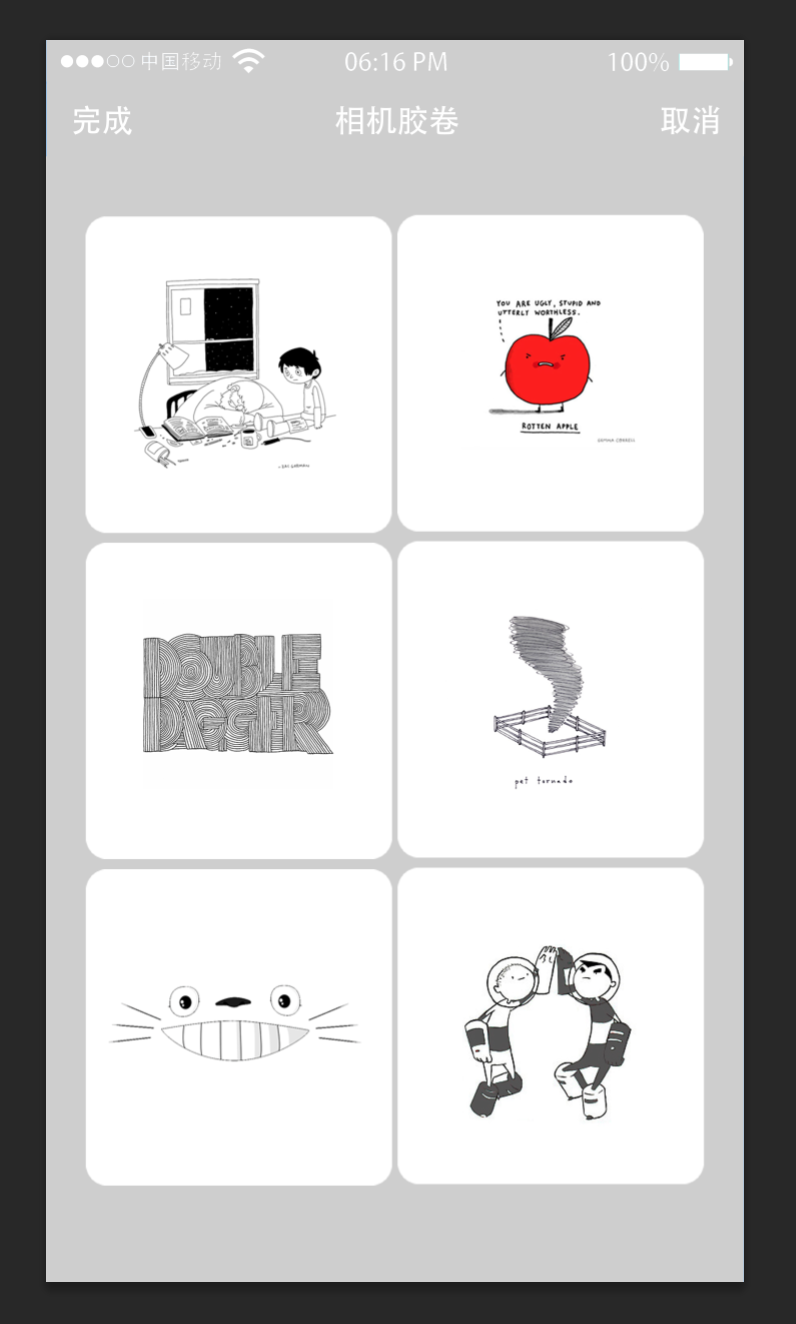 中国移动 06:16 PM 100%
完成 相机胶卷 取消
YOU ARE UGLY, STUPID AND
UTTERLY WORTHLESS.
ROTTEN APPLE
DOUBLE
DAGGER
pet tornado